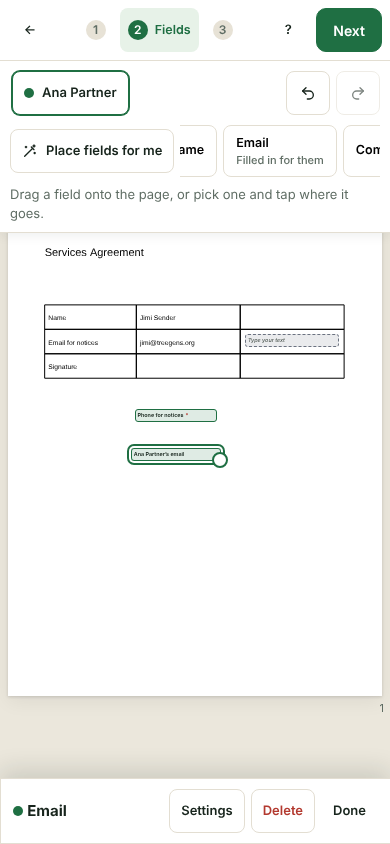 1
2 Fields
3
?
Next
Ana Partner
Place fields for me
ame
Email
Filled in for them
Com
Drag a field onto the page, or pick one and tap where it
goes.
Services Agreement
Name
Jimi Sender
Email for notices
jimi@treegens.org
Type your text
Signature
Phone for notices *
Ana Partner's email
1
Email
Settings
Delete
Done